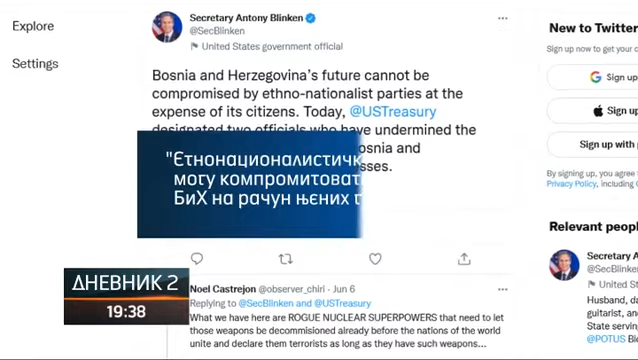 Explore
Settings
Secretary Antony Blinken
@SecBlinken
United States government official
Bosnia and Herzegovina's future cannot be
compromised by ethno-nationalist parties at the
expense of its citizens. Today, @USTreasury
designated two officials who have undermined the
osnia and
sses.
"Етнонационалистичк
могу компромитоват
БиХ на рачун њених г
ДНЕВНИК 2
19:38
Noel Castrejon @observer_chiri · Jun 6
Replying to @SecBlinken and @USTreasury
What we have here are ROGUE NUCLEAR SUPERPOWERS that need to let
those weapons be decommisioned already before the nations of the world
unite and declare them terrorists as long as they have such weapons...
New to Twitter
Sign up now to get your o
Sign up
Sign up
Sign up with
By signing up, you agree
Privacy Policy, including
Relevant people
Secretary
@SecBlinke
United St
Husband, da
guitarist, and
State serving
@POTUS Bi